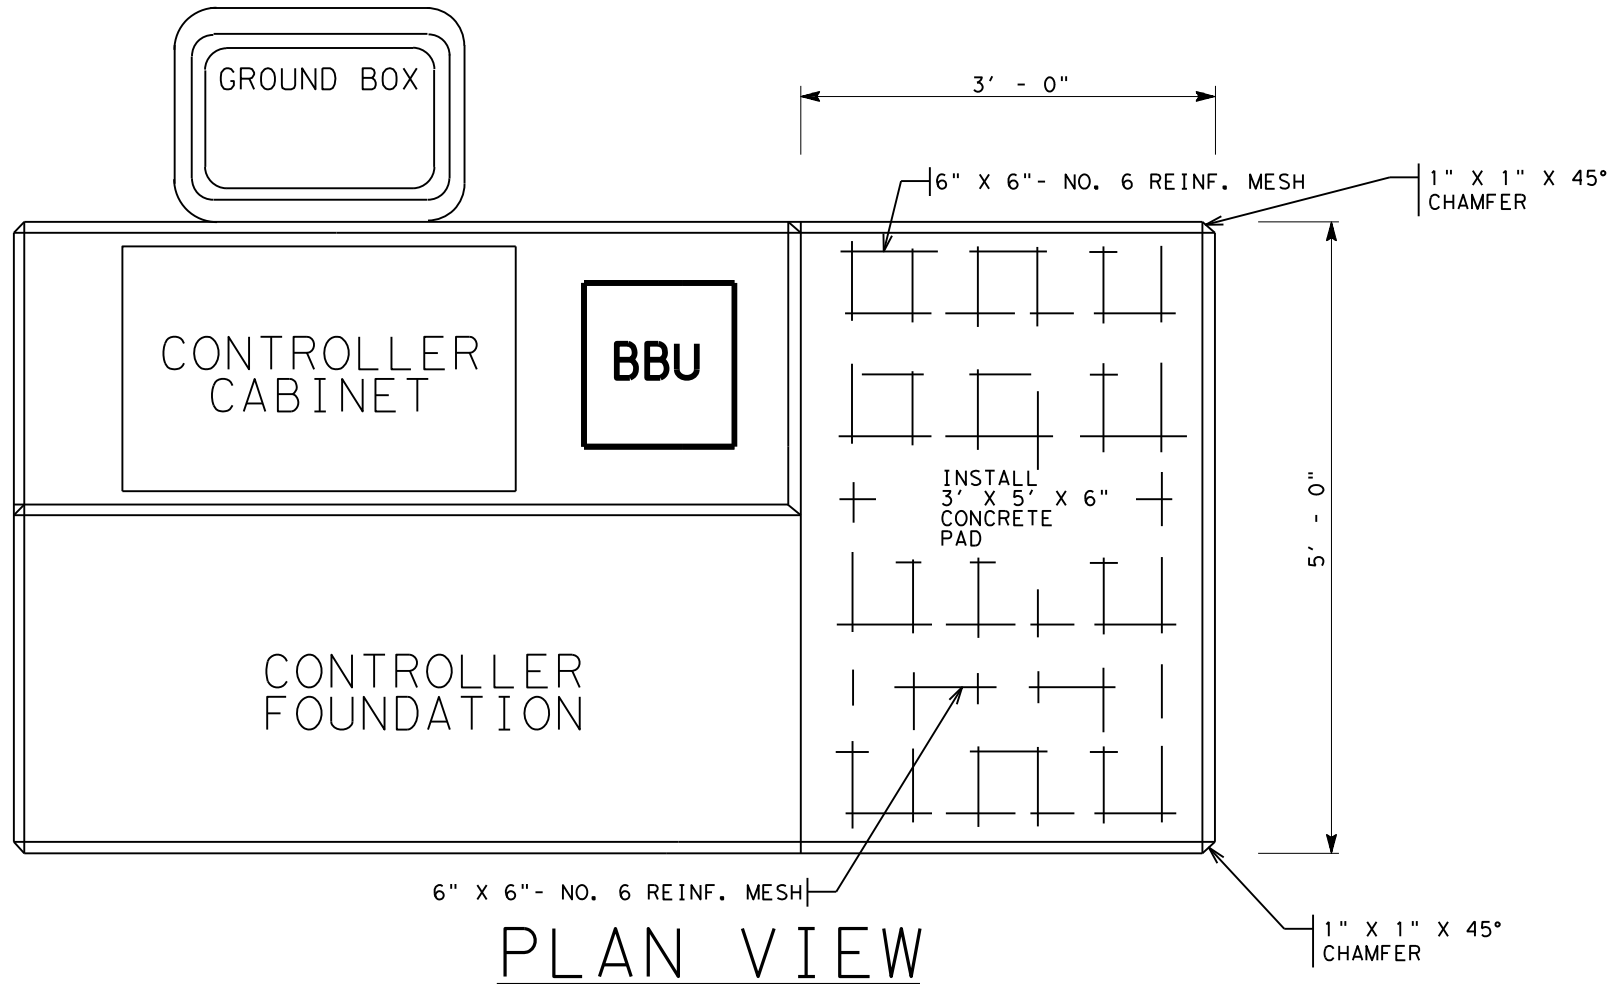 GROUND BOX
3' - 0"
6" X 6"- NO. 6 REINF. MESH
1" X 1" X 45°
CHAMFER
CONTROLLER
CABINET
BBU
INSTALL
3' X 5' X 6"
CONCRETE
PAD
5' - 0"
CONTROLLER
FOUNDATION
6" X 6"- NO. 6 REINF. MESH
1" X 1" X 45°
CHAMFER
PLAN VIEW